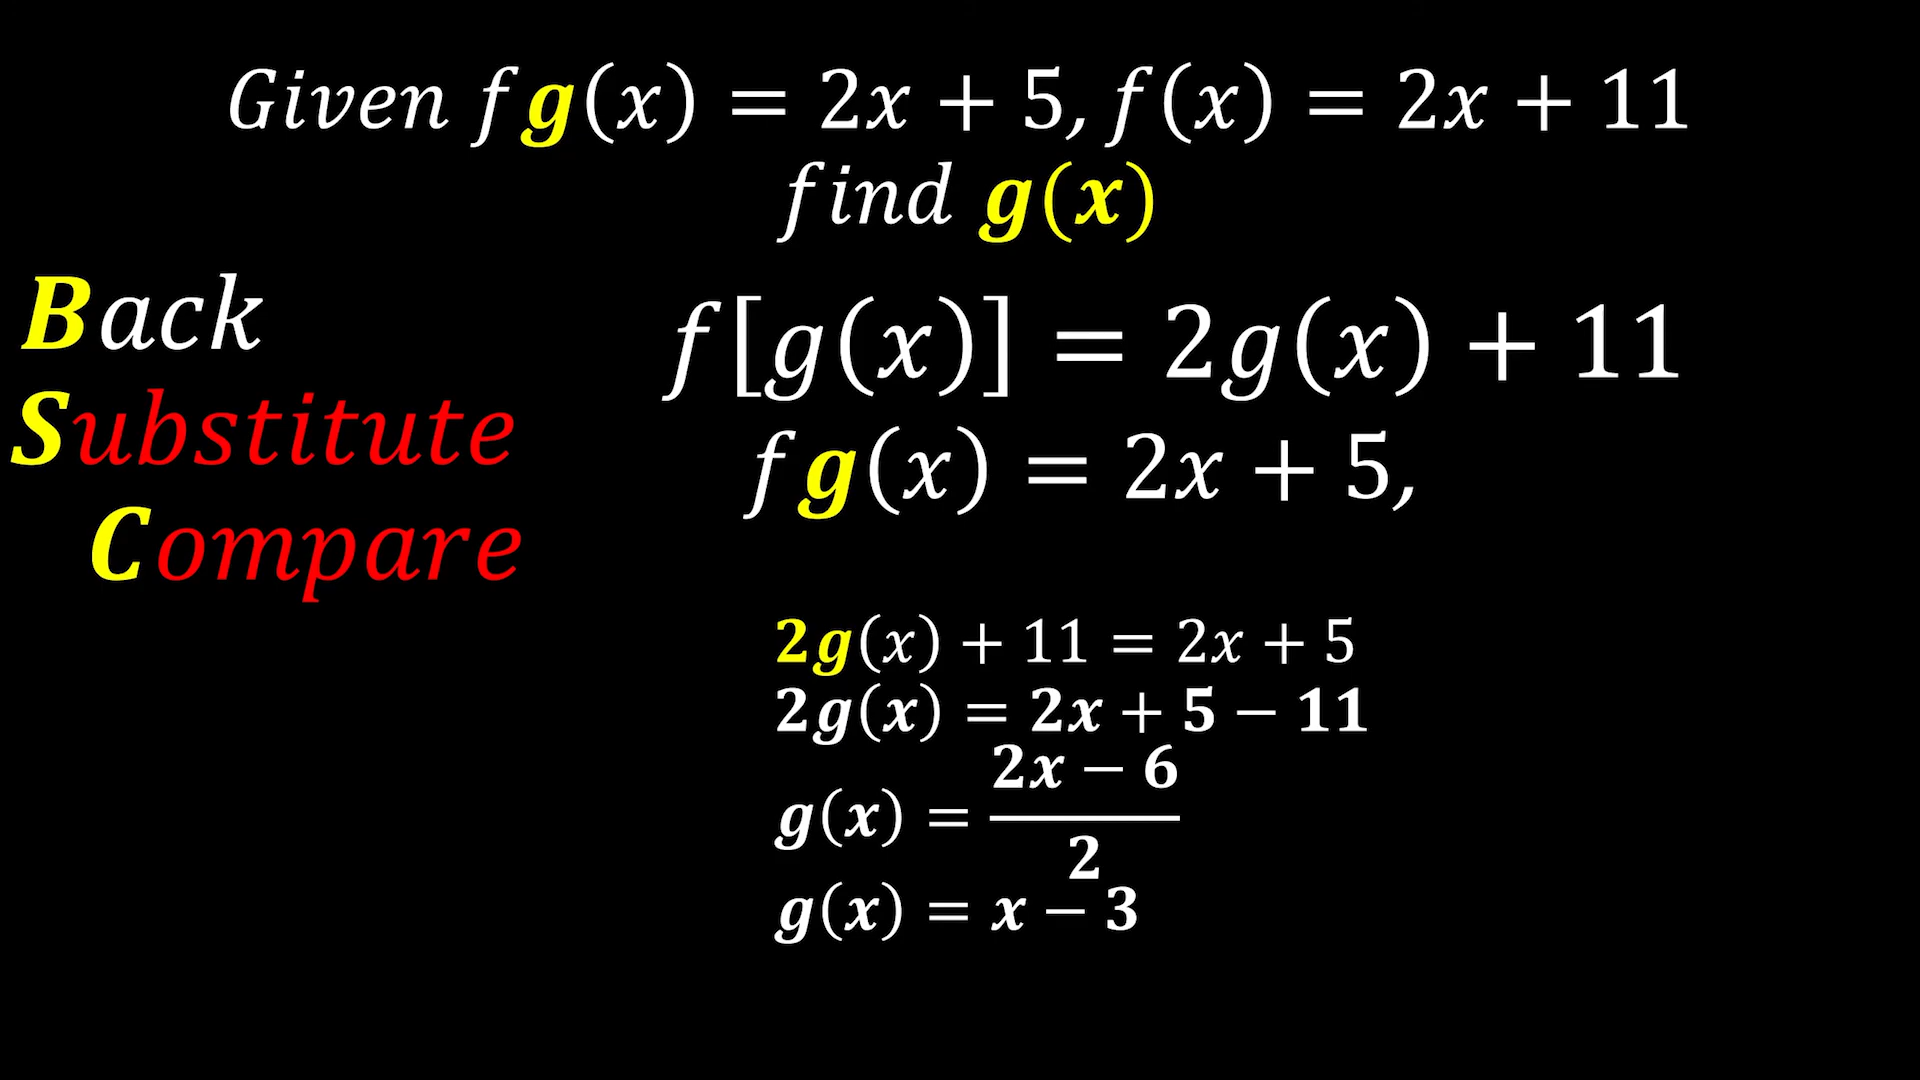 Given fg(x) = 2x + 5, f(x) = 2x + 11
find g(x)
Back
Substitute
Compare
f[g(x)] = 2g(x) + 11
fg(x) = 2x + 5,
2g(x) + 11 = 2x + 5
2g(x) = 2x + 5 − 11
g(x) = (2x − 6)/2
g(x) = x − 3